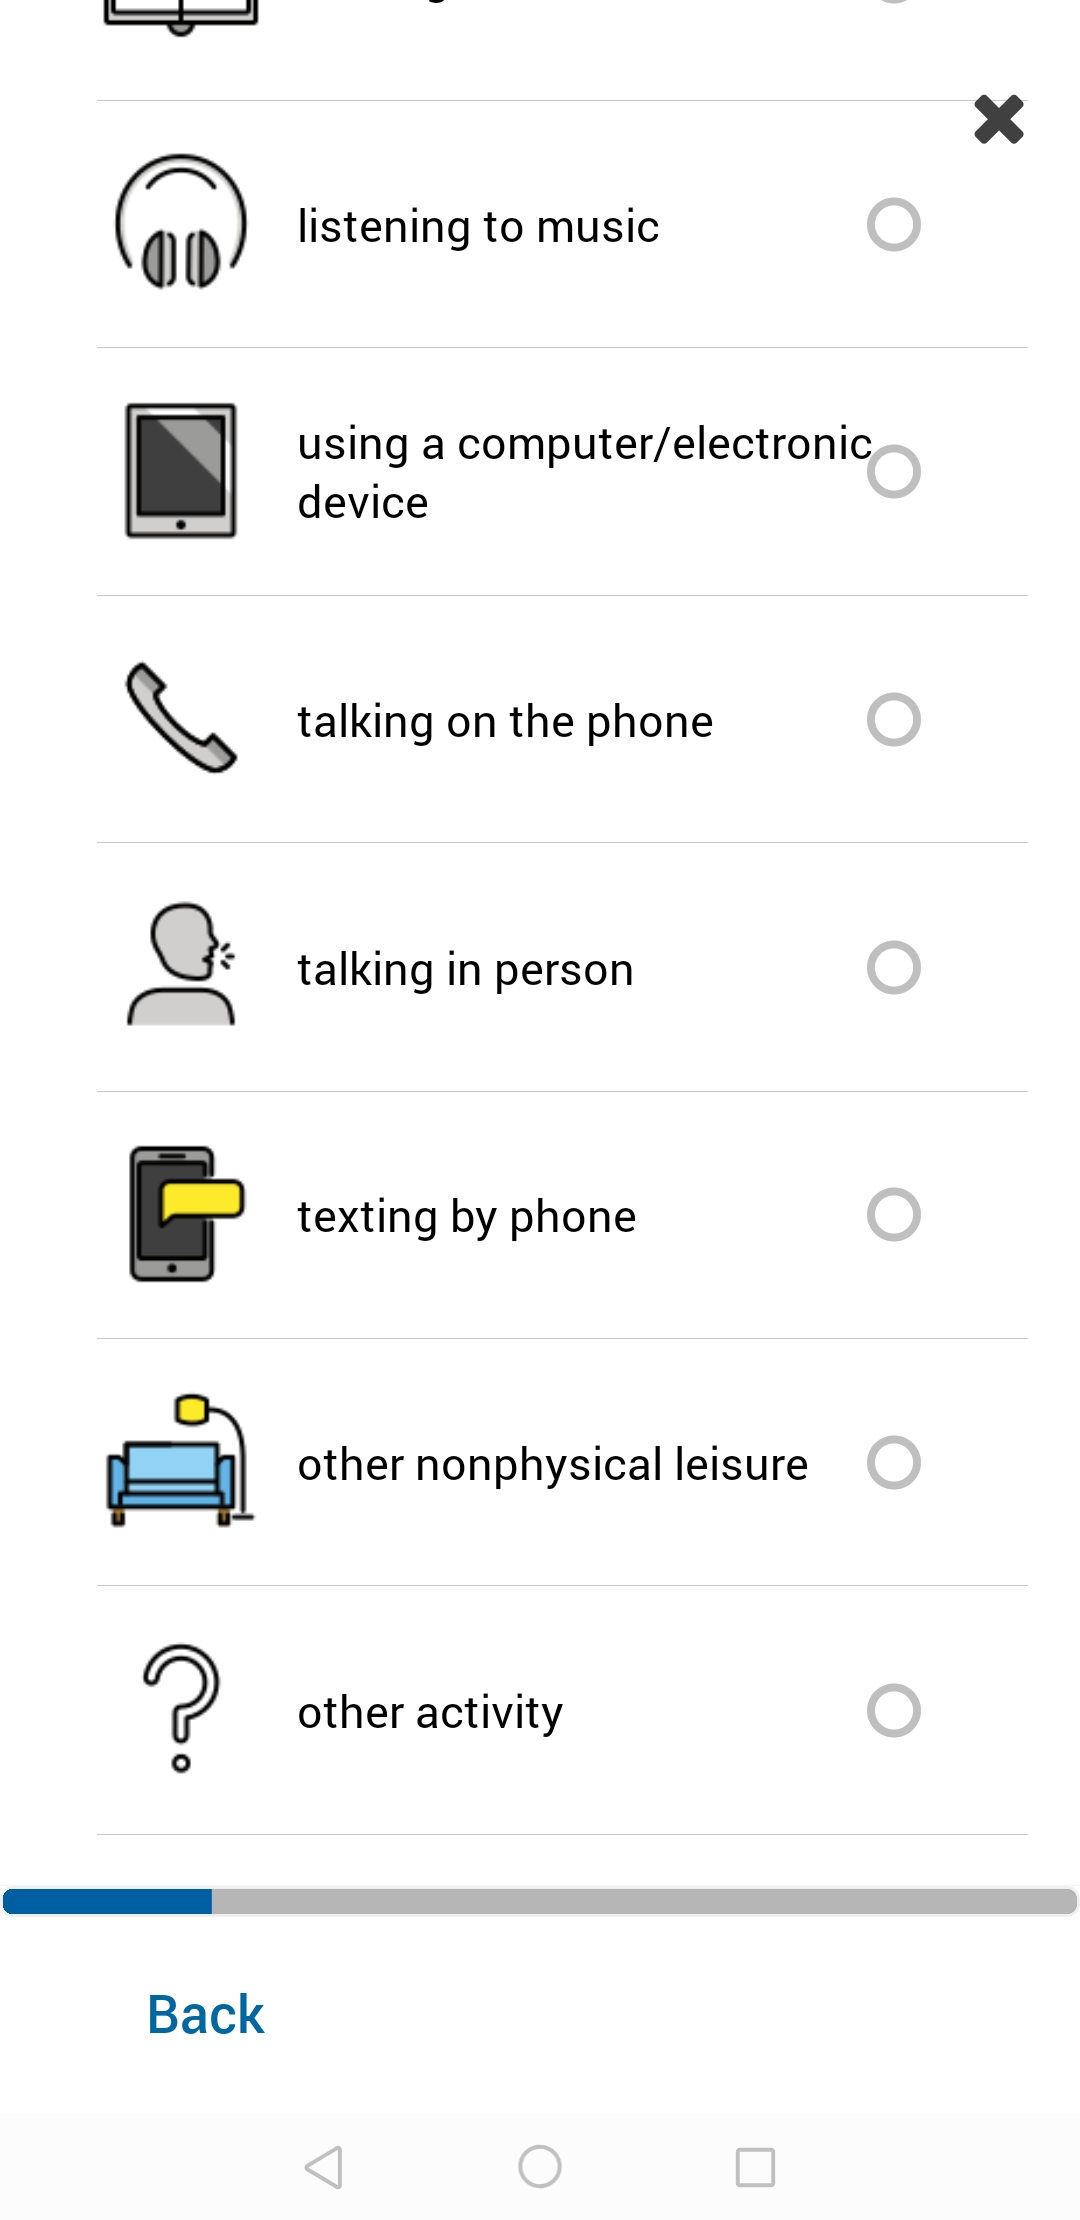 listening to music
using a computer/electronic
device
talking on the phone
talking in person
texting by phone
other nonphysical leisure
other activity
Back